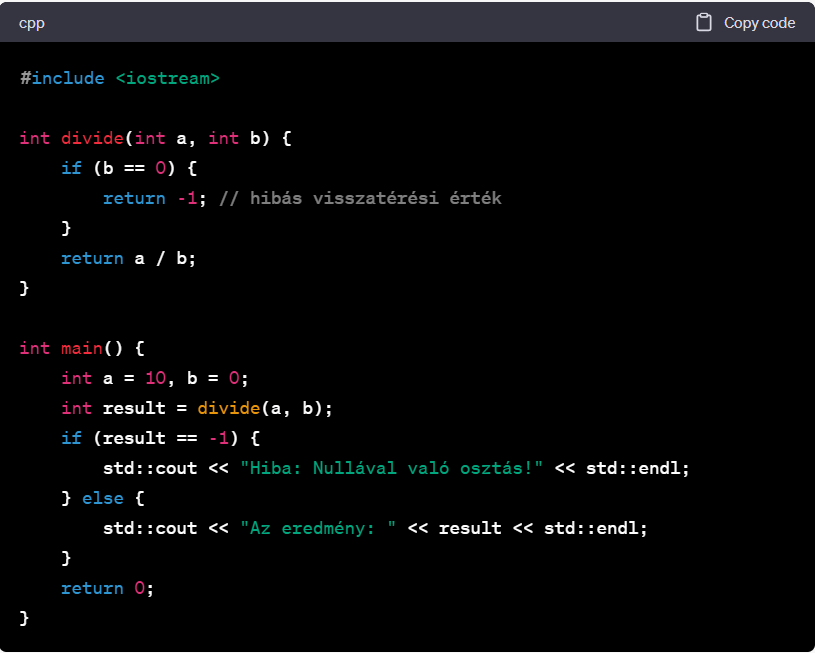 cpp
Copy code
#include <iostream>
int divide(int a, int b) {
    if (b == 0) {
        return -1; // hibás visszatérési érték
    }
    return a / b;
}
int main() {
    int a = 10, b = 0;
    int result = divide(a, b);
    if (result == -1) {
        std::cout << "Hiba: Nullával való osztás!" << std::endl;
    } else {
        std::cout << "Az eredmény: " << result << std::endl;
    }
    return 0;
}